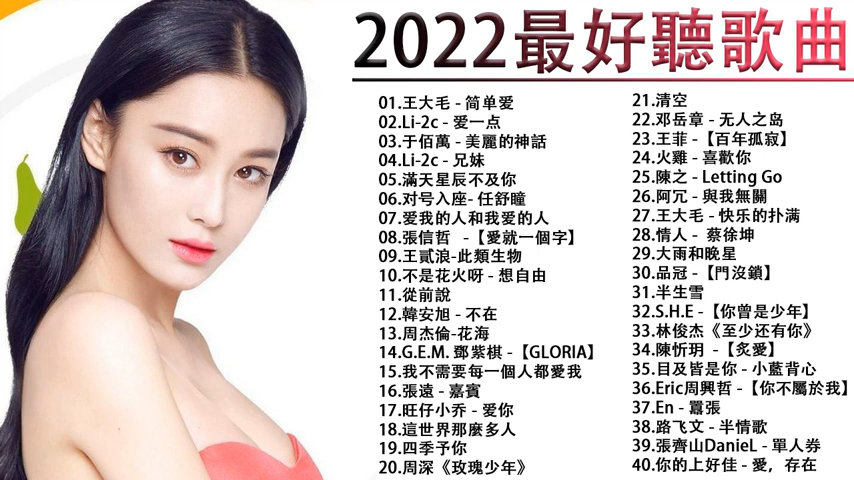 2022最好聽歌曲
01.王大毛 - 简单爱
02.Li-2c - 爱一点
03.于佰萬 - 美麗的神話
04.Li-2c - 兄妹
05.滿天星辰不及你
06.对号入座- 任舒瞳
07.愛我的人和我爱的人
08.張信哲 -【愛就一個字】
09.王貳浪-此類生物
10.不是花火呀 - 想自由
11.從前說
12.韓安旭 - 不在
13.周杰倫-花海
14.G.E.M. 鄧紫棋 -【GLORIA】
15.我不需要每一個人都愛我
16.張遠 - 嘉賓
17.旺仔小乔 - 爱你
18.這世界那麼多人
19.四季予你
20.周深《玫瑰少年》
21.清空
22.邓岳章 - 无人之岛
23.王菲 -【百年孤寂】
24.火雞 - 喜歡你
25.陳之 - Letting Go
26.阿冗 - 與我無關
27.王大毛 - 快乐的扑满
28.情人 - 蔡徐坤
29.大雨和晚星
30.品冠 -【門沒鎖】
31.半生雪
32.S.H.E -【你曾是少年】
33.林俊杰《至少还有你》
34.陳忻玥 -【炙愛】
35.目及皆是你 - 小藍背心
36.Eric周興哲 -【你不屬於我】
37.En - 囂張
38.路飞文 - 半情歌
39.張齊山DanieL - 單人券
40.你的上好佳 - 愛，存在